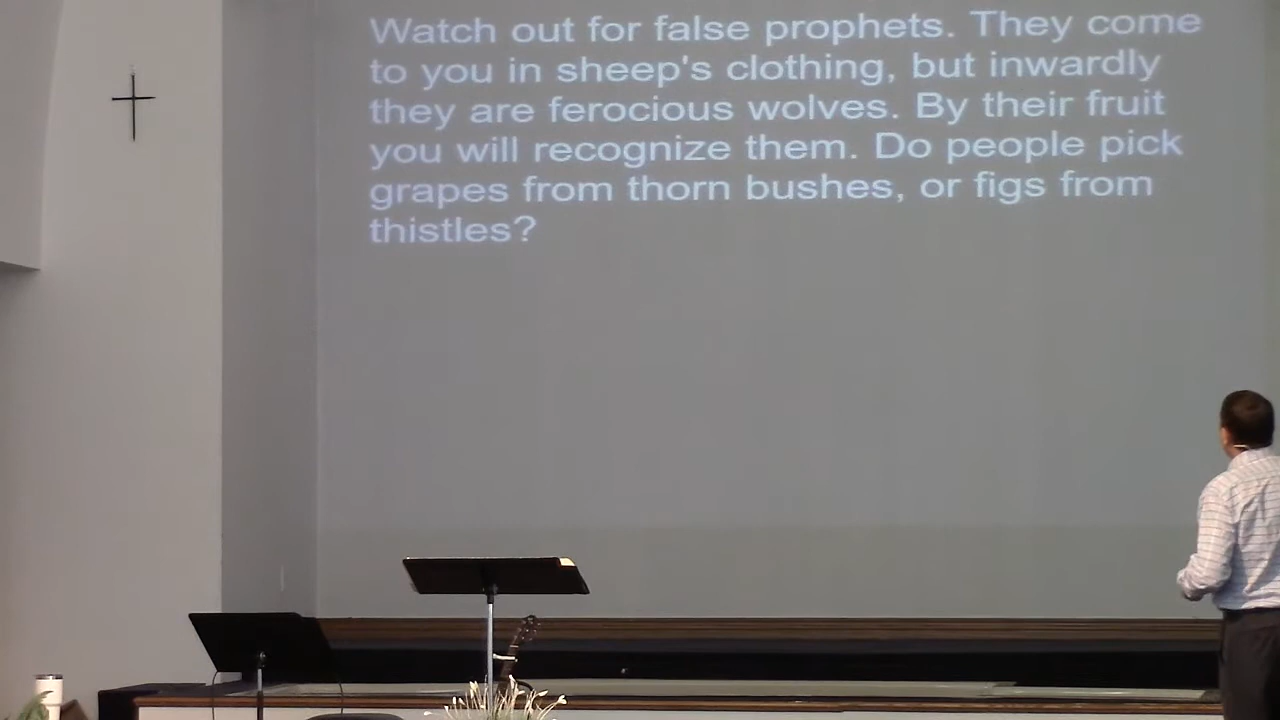 Watch out for false prophets. They come
to you in sheep's clothing, but inwardly
they are ferocious wolves. By their fruit
you will recognize them. Do people pick
grapes from thorn bushes, or figs from
thistles?